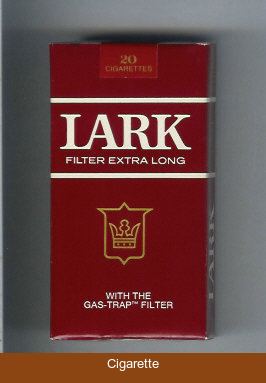 20
CIGARETTES
LARK
FILTER EXTRA LONG
WITH THE
GAS-TRAP™ FILTER
LARK
Cigarette